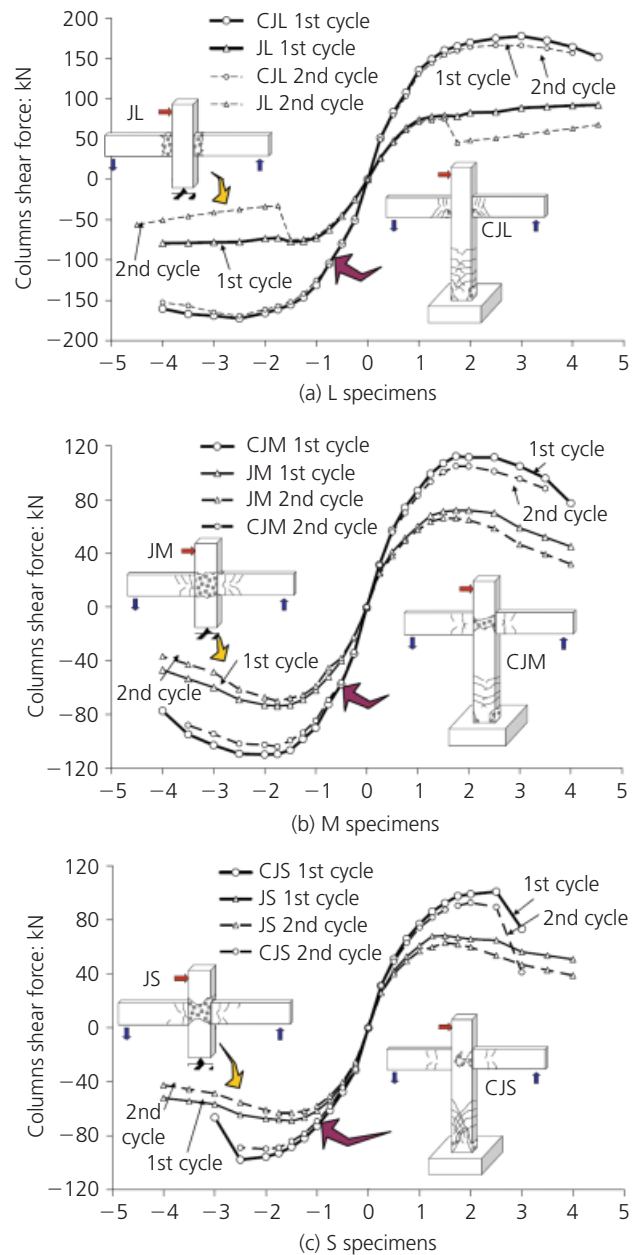 200
150
100
50
0
−50
−100
−150
−200
Columns shear force: kN
CJL 1st cycle
JL 1st cycle
CJL 2nd cycle
JL 2nd cycle
1st cycle
2nd cycle
JL
CJL
2nd cycle
1st cycle
−5 −4 −3 −2 −1 0 1 2 3 4 5
(a) L specimens
120
80
40
0
−40
−80
−120
Columns shear force: kN
CJM 1st cycle
JM 1st cycle
JM 2nd cycle
CJM 2nd cycle
1st cycle
2nd cycle
JM
CJM
1st cycle
2nd cycle
−5 −4 −3 −2 −1 0 1 2 3 4 5
(b) M specimens
120
80
40
0
−40
−80
−120
Columns shear force: kN
CJS 1st cycle
JS 1st cycle
JS 2nd cycle
CJS 2nd cycle
1st cycle
2nd cycle
JS
CJS
2nd
cycle
1st cycle
−5 −4 −3 −2 −1 0 1 2 3 4 5
(c) S specimens